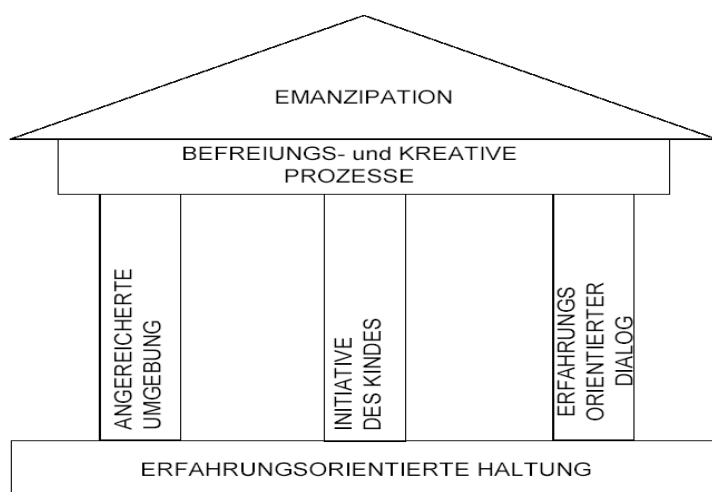 EMANZIPATION
BEFREIUNGS- und KREATIVE
PROZESSE
ANGEREICHERTE
UMGEBUNG
INITIATIVE
DES KINDES
ERFAHRUNGS
ORIENTIERTER
DIALOG
ERFAHRUNGSORIENTIERTE HALTUNG